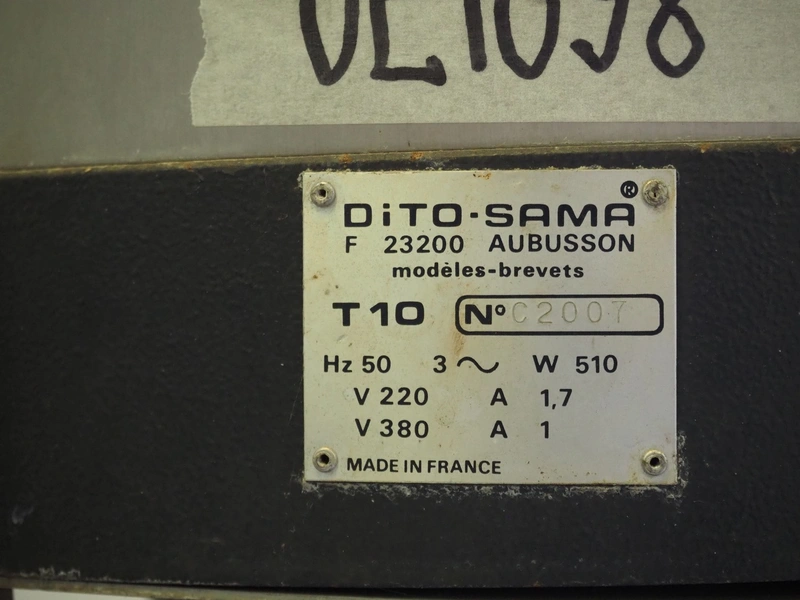 DiTO-SAMA®
F 23200 AUBUSSON
modèles-brevets
T10 Nº C2007
Hz 50 3~ W 510
V 220 A 1,7
V 380 A 1
MADE IN FRANCE